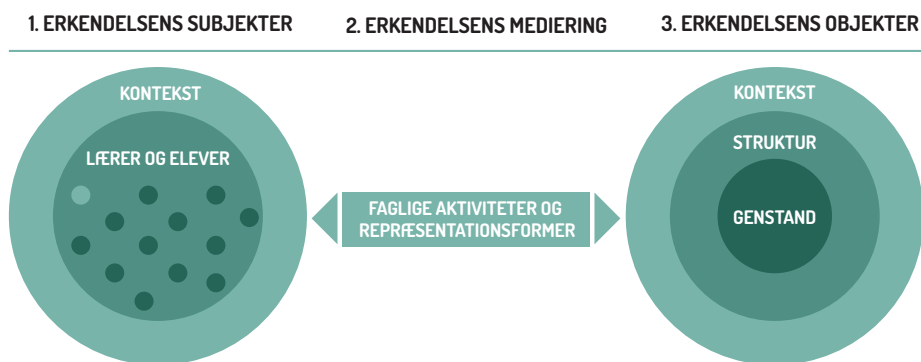 1. ERKENDELSENS SUBJEKTER
2. ERKENDELSENS MEDIERING
3. ERKENDELSENS OBJEKTER
KONTEKST
LÆRER OG ELEVER
FAGLIGE AKTIVITETER OG
REPRÆSENTATIONSFORMER
KONTEKST
STRUKTUR
GENSTAND